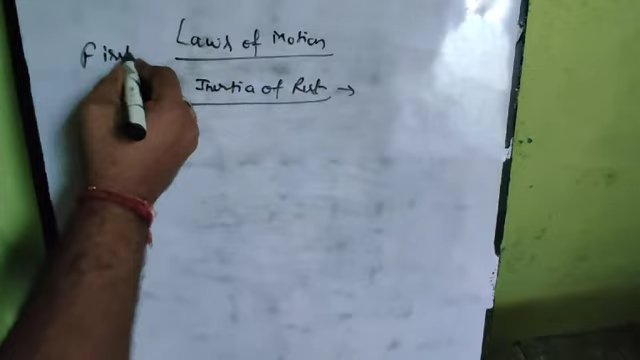 Laws of Motion
First
Inertia of Rest →